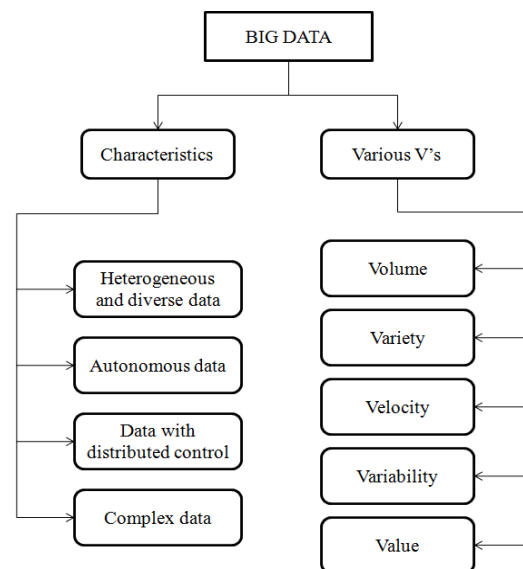 BIG DATA
Characteristics
Various V's
Heterogeneous
and diverse data
Autonomous data
Data with
distributed control
Complex data
Volume
Variety
Velocity
Variability
Value